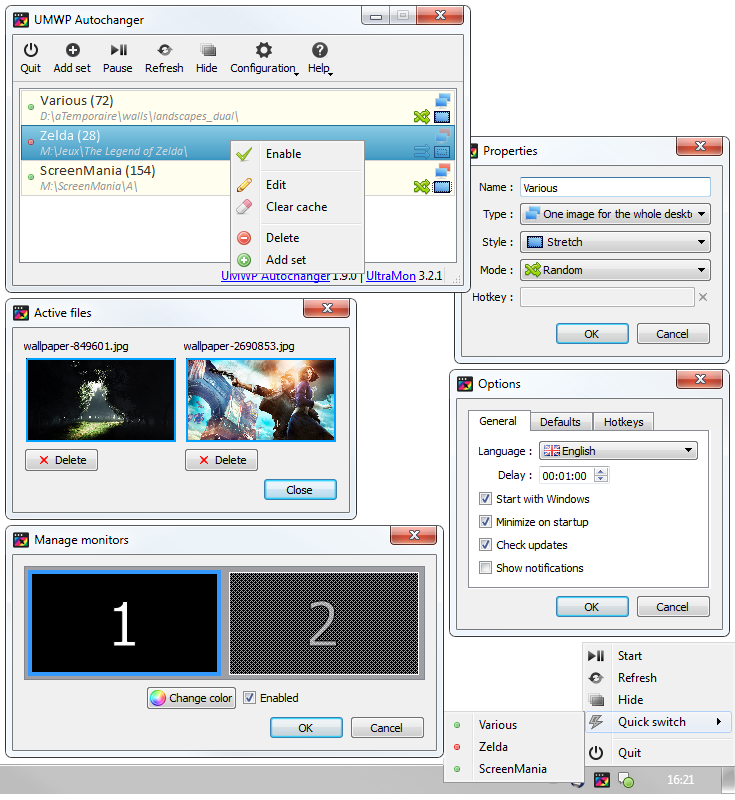 UMWP Autochanger
Quit Add set Pause Refresh Hide Configuration Help
Various (72)
D:\aTemporaire\walls\landscapes_dual\
Zelda (28)
M:\Jeux\The Legend of Zelda\
ScreenMania (154)
M:\ScreenMania\A\
Enable
Edit
Clear cache
Delete
Add set
UMWP Autochanger 1.9.0 | UltraMon 3.2.1
Properties
Name : Various
Type : One image for the whole deskt
Style : Stretch
Mode : Random
Hotkey :
OK Cancel
Active files
wallpaper-849601.jpg wallpaper-2690853.jpg
Delete Delete
Close
Options
General Defaults Hotkeys
Language : English
Delay : 00:01:00
Start with Windows
Minimize on startup
Check updates
Show notifications
OK Cancel
Manage monitors
1 2
Change color Enabled
OK Cancel
Start
Refresh
Hide
Quick switch
Quit
Various
Zelda
ScreenMania
16:21